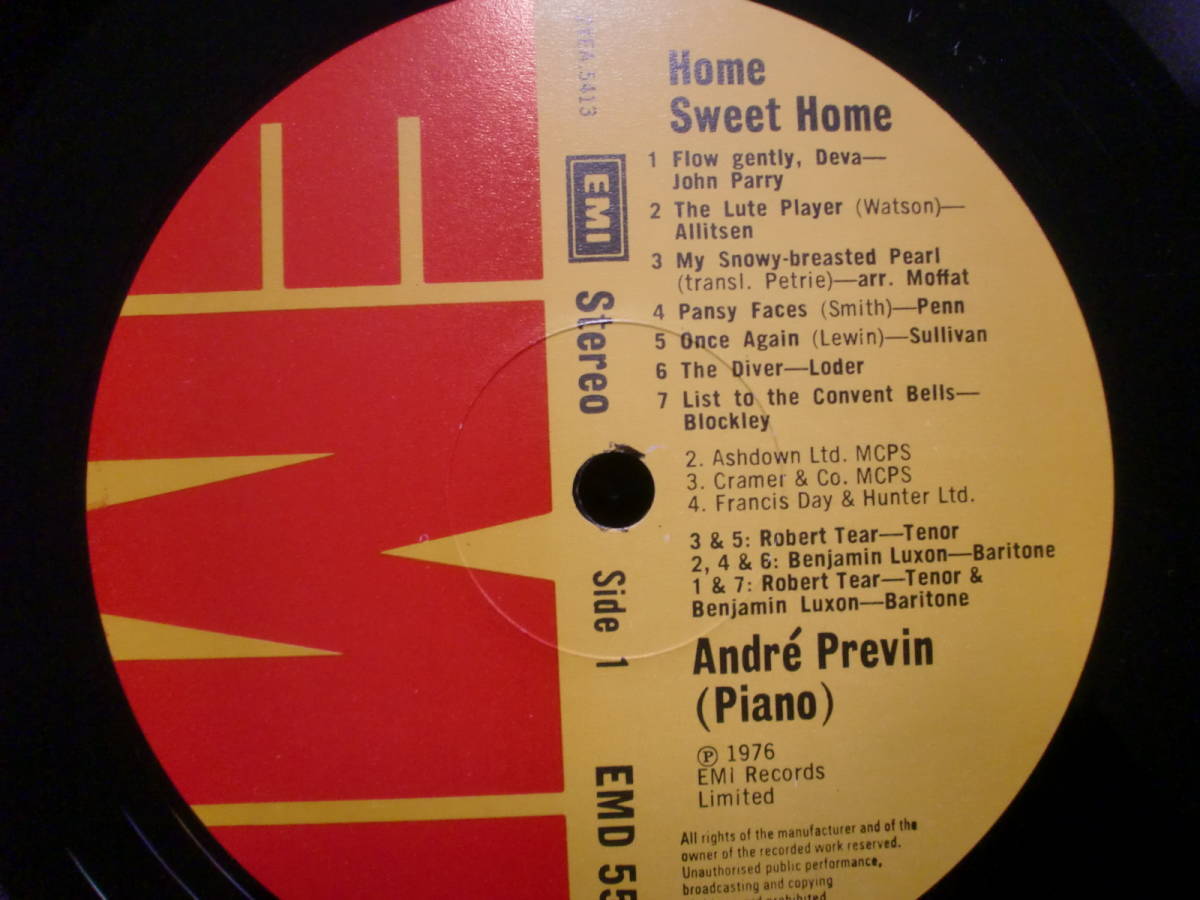 Home
Sweet Home
1 Flow gently, Deva—
John Parry
2 The Lute Player (Watson)—
Allitsen
3 My Snowy-breasted Pearl
(transl. Petrie)—arr. Moffat
4 Pansy Faces (Smith)—Penn
5 Once Again (Lewin)—Sullivan
6 The Diver—Loder
7 List to the Convent Bells—
Blockley
2. Ashdown Ltd. MCPS
3. Cramer & Co. MCPS
4. Francis Day & Hunter Ltd.
3 & 5: Robert Tear—Tenor
2, 4 & 6: Benjamin Luxon—Baritone
1 & 7: Robert Tear—Tenor &
Benjamin Luxon—Baritone
André Previn
(Piano)
℗ 1976
EMI Records
Limited
All rights of the manufacturer and of the
owner of the recorded work reserved.
Unauthorised public performance,
broadcasting and copying
prohibited
5413
EMI
Stereo
Side 1
EMD 55
EMI